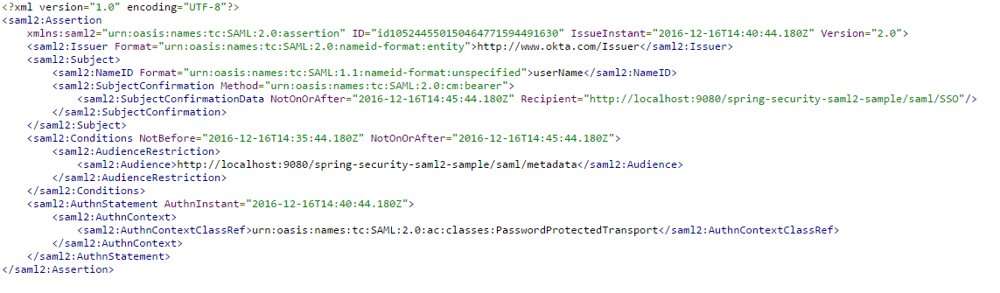 <?xml version="1.0" encoding="UTF-8"?>
<saml2:Assertion
    xmlns:saml2="urn:oasis:names:tc:SAML:2.0:assertion" ID="id105244550150464771594491630" IssueInstant="2016-12-16T14:40:44.180Z" Version="2.0">
    <saml2:Issuer Format="urn:oasis:names:tc:SAML:2.0:nameid-format:entity">http://www.okta.com/Issuer</saml2:Issuer>
    <saml2:Subject>
        <saml2:NameID Format="urn:oasis:names:tc:SAML:1.1:nameid-format:unspecified">userName</saml2:NameID>
        <saml2:SubjectConfirmation Method="urn:oasis:names:tc:SAML:2.0:cm:bearer">
            <saml2:SubjectConfirmationData NotOnOrAfter="2016-12-16T14:45:44.180Z" Recipient="http://localhost:9080/spring-security-saml2-sample/saml/SSO"/>
        </saml2:SubjectConfirmation>
    </saml2:Subject>
    <saml2:Conditions NotBefore="2016-12-16T14:35:44.180Z" NotOnOrAfter="2016-12-16T14:45:44.180Z">
        <saml2:AudienceRestriction>
            <saml2:Audience>http://localhost:9080/spring-security-saml2-sample/saml/metadata</saml2:Audience>
        </saml2:AudienceRestriction>
    </saml2:Conditions>
    <saml2:AuthnStatement AuthnInstant="2016-12-16T14:40:44.180Z">
        <saml2:AuthnContext>
            <saml2:AuthnContextClassRef>urn:oasis:names:tc:SAML:2.0:ac:classes:PasswordProtectedTransport</saml2:AuthnContextClassRef>
        </saml2:AuthnContext>
    </saml2:AuthnStatement>
</saml2:Assertion>